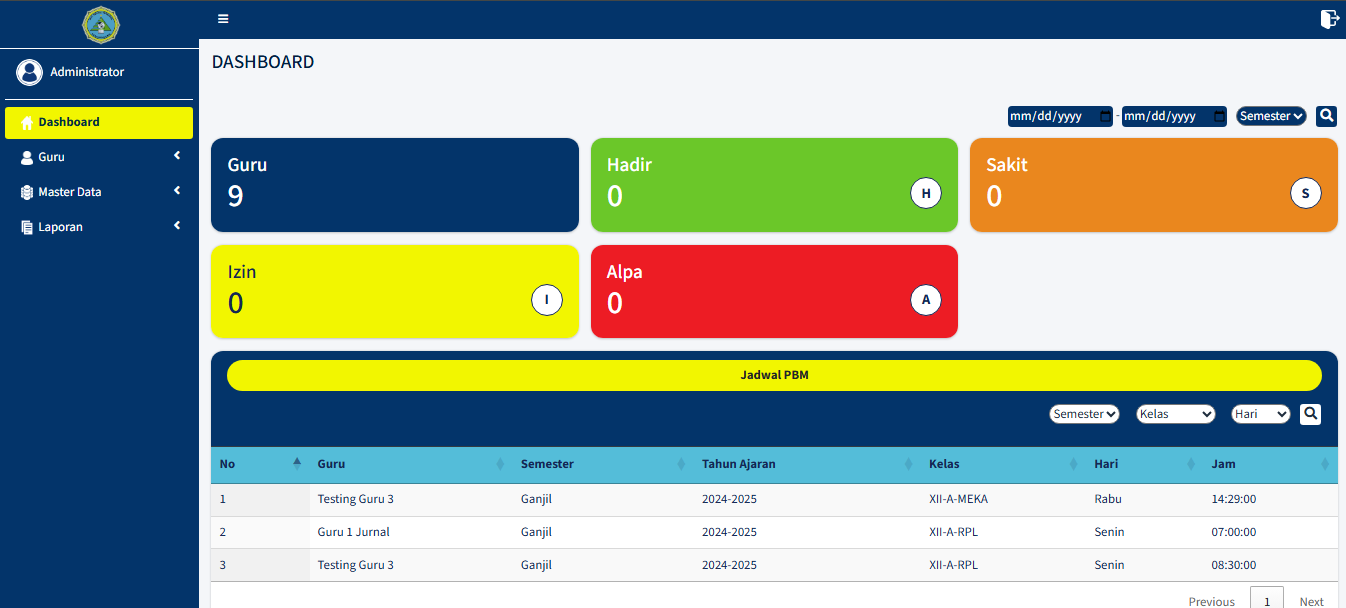 Administrator
Dashboard
Guru
Master Data
Laporan
DASHBOARD
mm/dd/yyyy - mm/dd/yyyy Semester
Guru
9
Hadir
0
H
Sakit
0
S
Izin
0
I
Alpa
0
A
Jadwal PBM
Semester Kelas Hari
No Guru Semester Tahun Ajaran Kelas Hari Jam
1 Testing Guru 3 Ganjil 2024-2025 XII-A-MEKA Rabu 14:29:00
2 Guru 1 Jurnal Ganjil 2024-2025 XII-A-RPL Senin 07:00:00
3 Testing Guru 3 Ganjil 2024-2025 XII-A-RPL Senin 08:30:00
Previous 1 Next